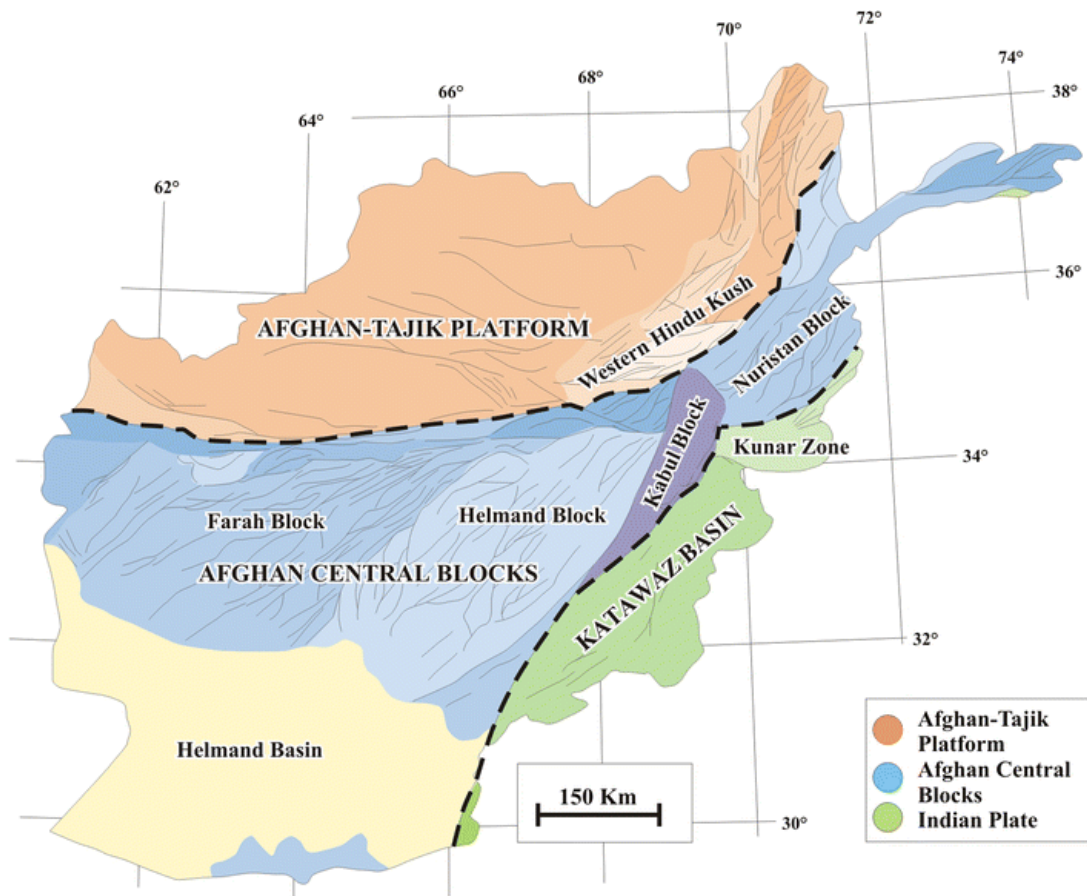 70°
72°
74°
68°
66°
64°
62°
38°
36°
34°
32°
30°
AFGHAN-TAJIK PLATFORM
Western Hindu Kush
Nuristan Block
Kabul Block
Kunar Zone
Farah Block
Helmand Block
AFGHAN CENTRAL BLOCKS
KATAWAZ BASIN
Helmand Basin
150 Km
Afghan-Tajik
Platform
Afghan Central
Blocks
Indian Plate